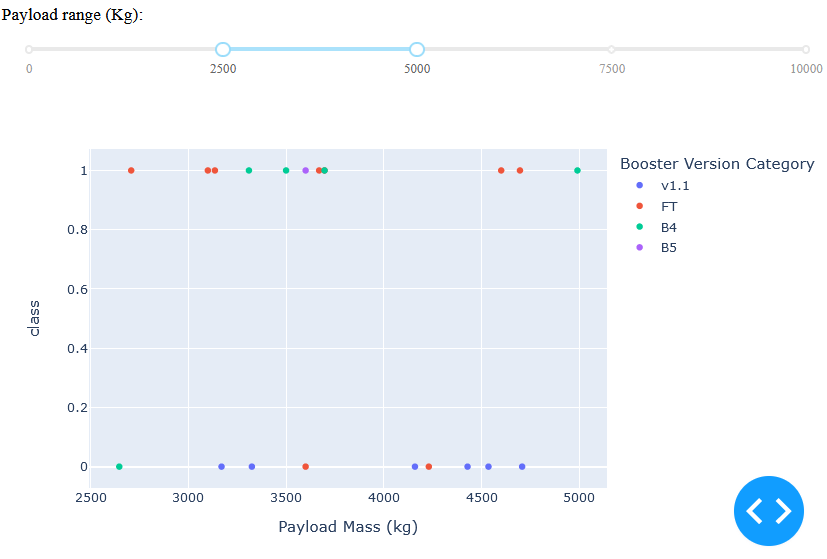 Payload range (Kg):
0 2500 5000 7500 10000
Booster Version Category
v1.1
FT
B4
B5
1
0.8
0.6
0.4
0.2
0
class
2500 3000 3500 4000 4500 5000
Payload Mass (kg)